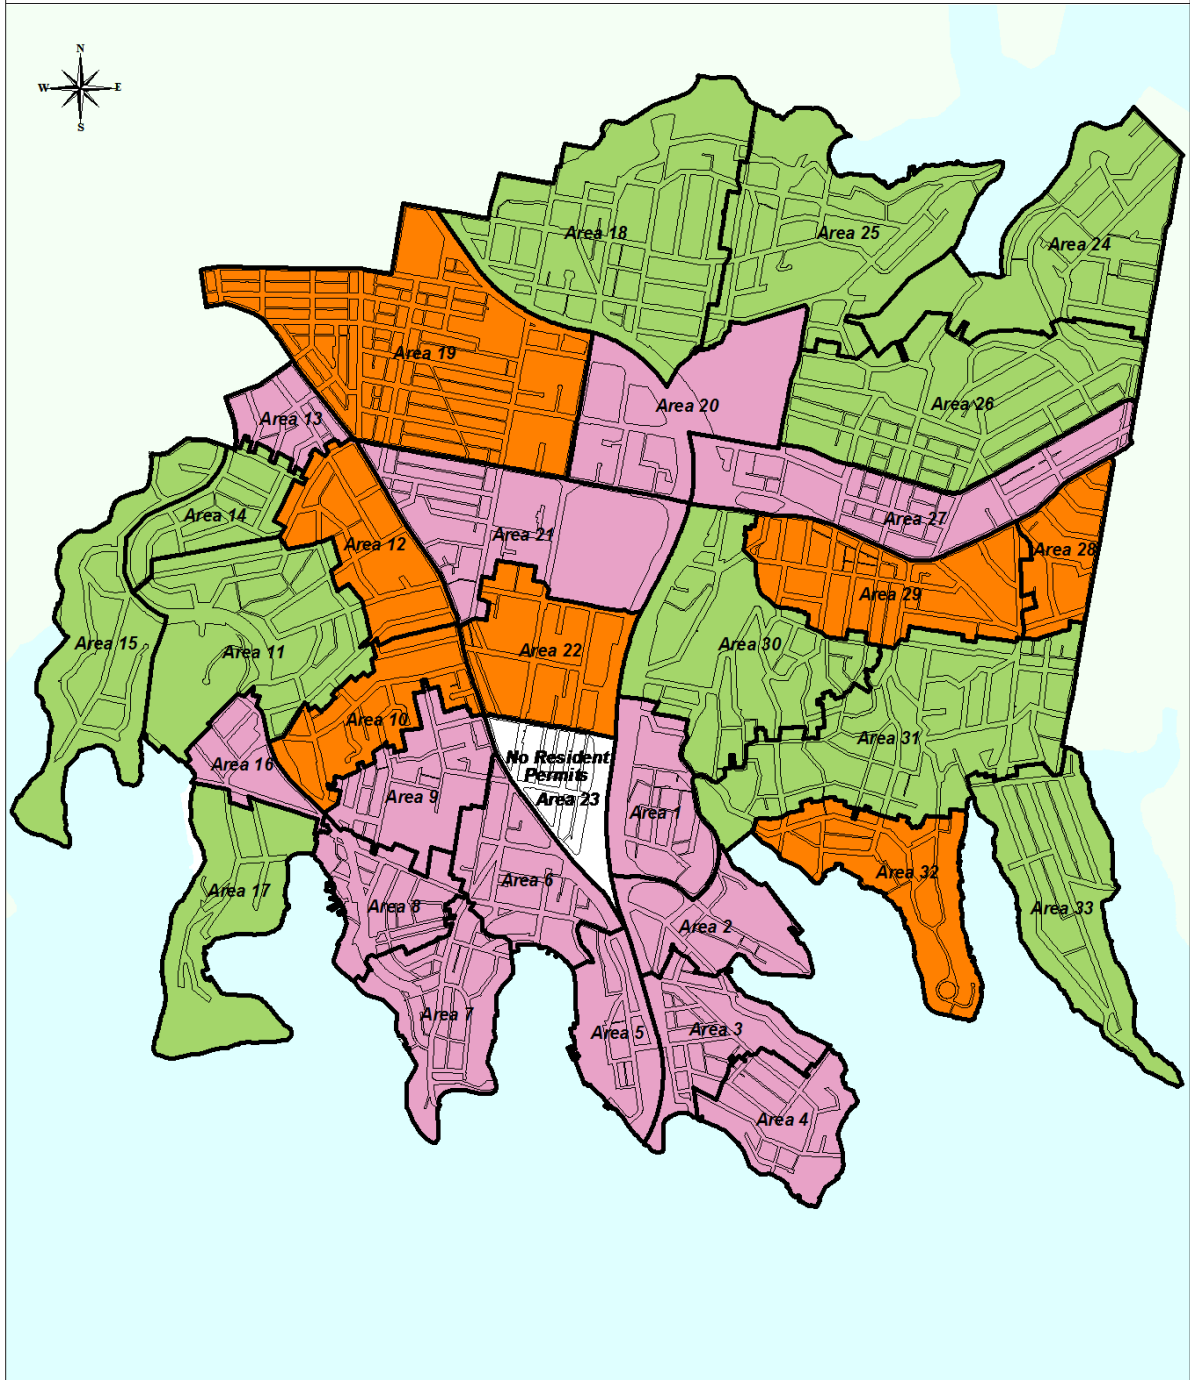 N
W E
S
Area 18
Area 25
Area 24
Area 19
Area 20
Area 26
Area 13
Area 14
Area 27
Area 21
Area 12
Area 28
Area 29
Area 15
Area 11
Area 22
Area 30
Area 10
Area 31
Area 16
No Resident
Permits
Area 23
Area 9
Area 1
Area 32
Area 6
Area 17
Area 8
Area 33
Area 2
Area 7
Area 5
Area 3
Area 4